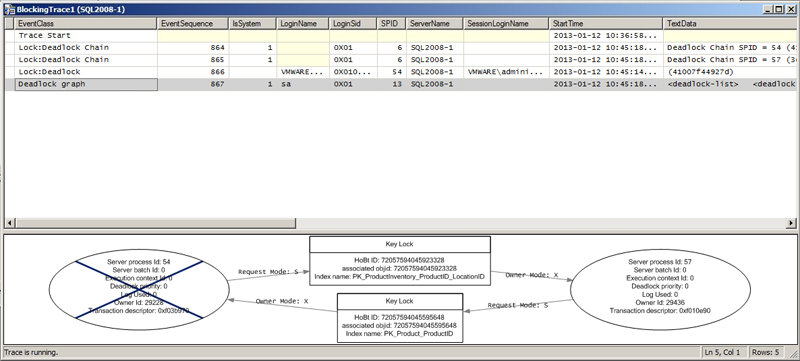 BlockingTrace1 (SQL2008-1)
EventClass EventSequence IsSystem LoginName LoginSid SPID ServerName SessionLoginName StartTime TextData
Trace Start 2013-01-12 10:36:58...
Lock:Deadlock Chain 864 1 0X01 6 SQL2008-1 2013-01-12 10:45:18... Deadlock Chain SPID = 54 (41
Lock:Deadlock Chain 865 1 0X01 6 SQL2008-1 2013-01-12 10:45:18... Deadlock Chain SPID = 57 (3
Lock:Deadlock 866 VMWARE... 0X010... 54 SQL2008-1 VMWARE\admini... 2013-01-12 10:45:14... (41007f44927d)
Deadlock graph 867 1 sa 0X01 13 SQL2008-1 2013-01-12 10:45:18... <deadlock-list> <deadlock
Server process Id: 54
Server batch Id: 0
Execution context Id: 0
Deadlock priority: 0
Log Used: 0
Owner Id: 29228
Transaction descriptor: 0xf03b970
Request Mode: S
Owner Mode: X
Key Lock
HoBt ID: 72057594045923328
associated objid: 72057594045923328
Index name: PK_ProductInventory_ProductID_LocationID
Key Lock
HoBt ID: 72057594045595648
associated objid: 72057594045595648
Index name: PK_Product_ProductID
Owner Mode: X
Request Mode: S
Server process Id: 57
Server batch Id: 0
Execution context Id: 0
Deadlock priority: 0
Log Used: 0
Owner Id: 29436
Transaction descriptor: 0xf010e90
Trace is running. Ln 5, Col 1 Rows: 5